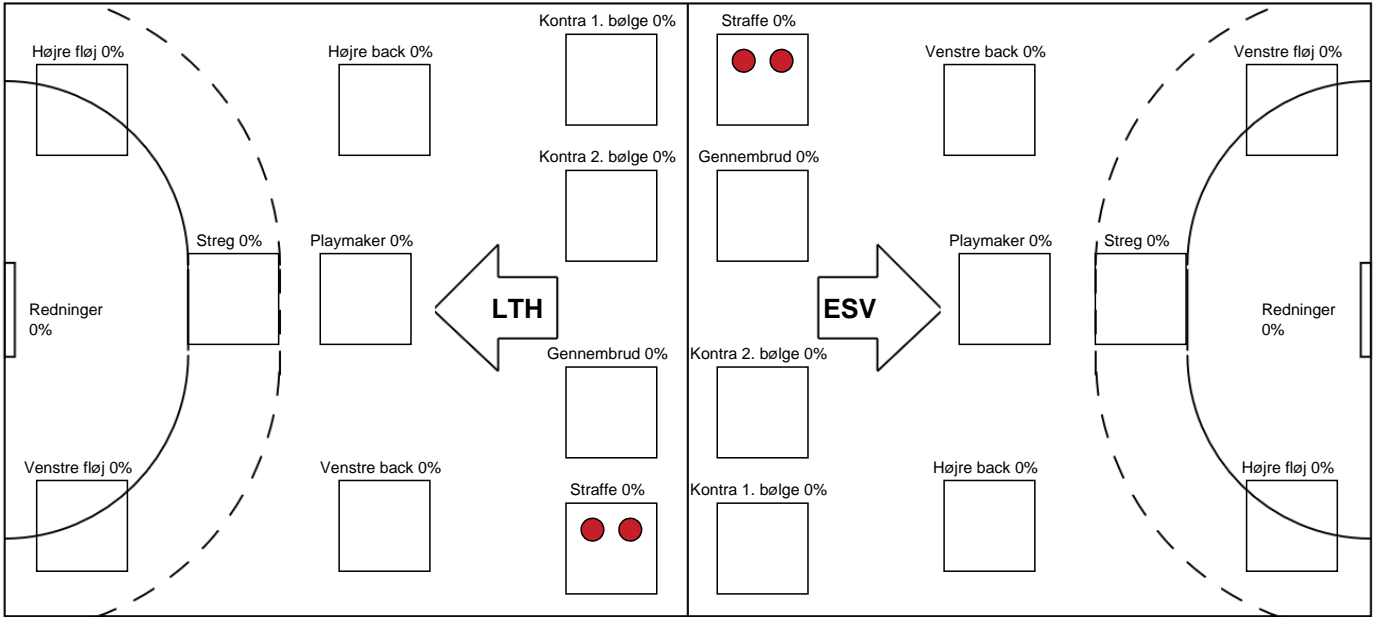 Kontra 1. bølge 0%
Straffe 0%
Højre fløj 0%
Højre back 0%
Venstre back 0%
Venstre fløj 0%
Kontra 2. bølge 0%
Gennembrud 0%
Streg 0%
Playmaker 0%
Playmaker 0%
Streg 0%
Redninger
0%
LTH
ESV
Redninger
0%
Gennembrud 0%
Kontra 2. bølge 0%
Venstre fløj 0%
Venstre back 0%
Højre back 0%
Højre fløj 0%
Straffe 0%
Kontra 1. bølge 0%